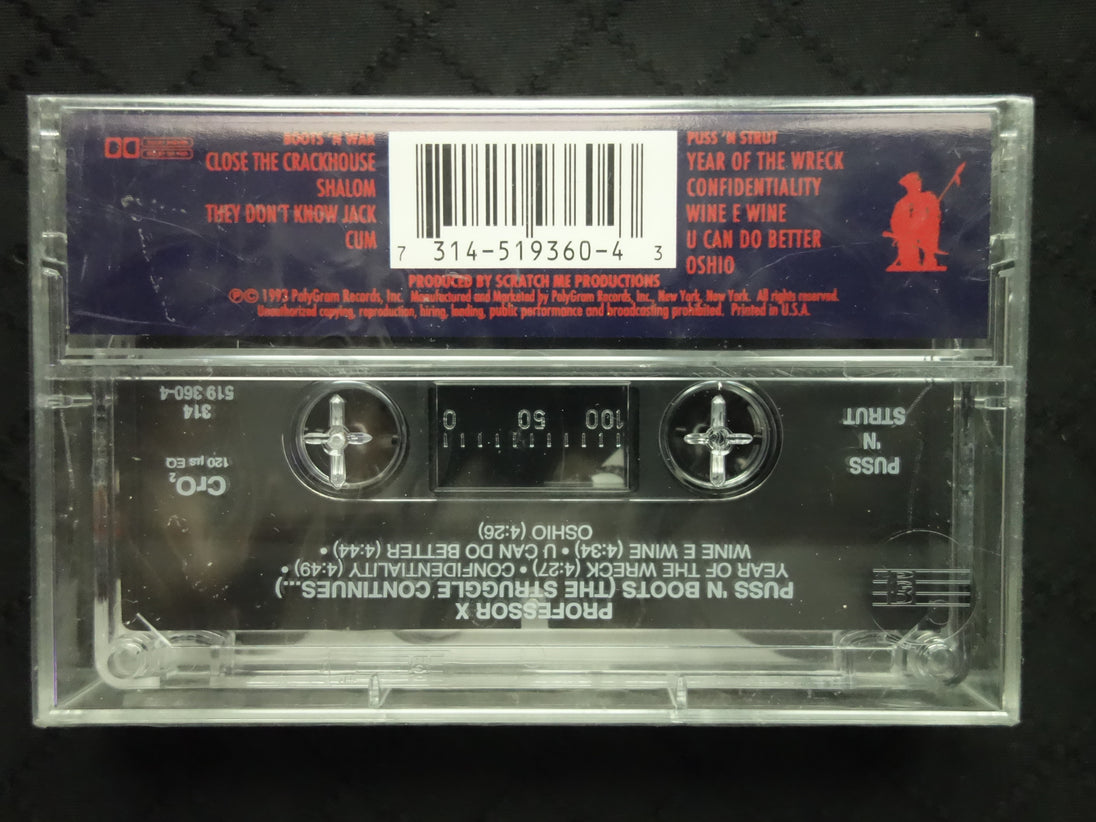 BOOTS 'N WAR
CLOSE THE CRACKHOUSE
SHALOM
THEY DON'T KNOW JACK
CUM
7 314-519360-4 3
PUSS 'N STRUT
YEAR OF THE WRECK
CONFIDENTIALITY
WINE E WINE
U CAN DO BETTER
OSHIO
PRODUCED BY SCRATCH ME PRODUCTIONS
℗© 1993 PolyGram Records, Inc. Manufactured and Marketed by PolyGram Records, Inc., New York, New York. All rights reserved.
Unauthorized copying, reproduction, hiring, lending, public performance and broadcasting prohibited. Printed in U.S.A.
PROFESSOR X
PUSS 'N BOOTS (THE STRUGGLE CONTINUES...)
YEAR OF THE WRECK (4:27) • CONFIDENTIALITY (4:49) •
WINE E WINE (4:34) • U CAN DO BETTER (4:44) •
OSHIO (4:26)
PUSS
'N
STRUT
100 50 0
CrO2
120 µs EQ
314
519 360-4